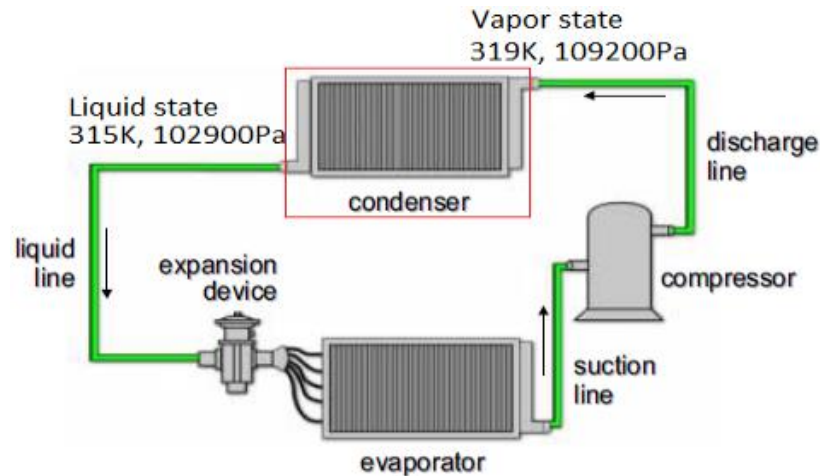 Vapor state
319K, 109200Pa
Liquid state
315K, 102900Pa
condenser
discharge
line
liquid
line
expansion
device
compressor
suction
line
evaporator